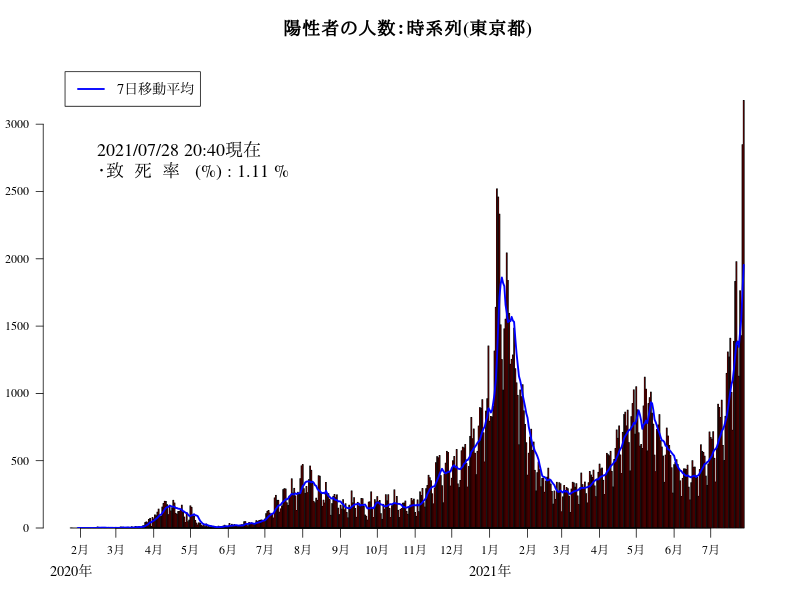 陽性者の人数：時系列(東京都)
7日移動平均
2021/07/28 20:40現在
・致 死 率 (%) : 1.11 %
3000
2500
2000
1500
1000
500
0
2月 3月 4月 5月 6月 7月 8月 9月 10月 11月 12月 1月 2月 3月 4月 5月 6月 7月
2020年 2021年